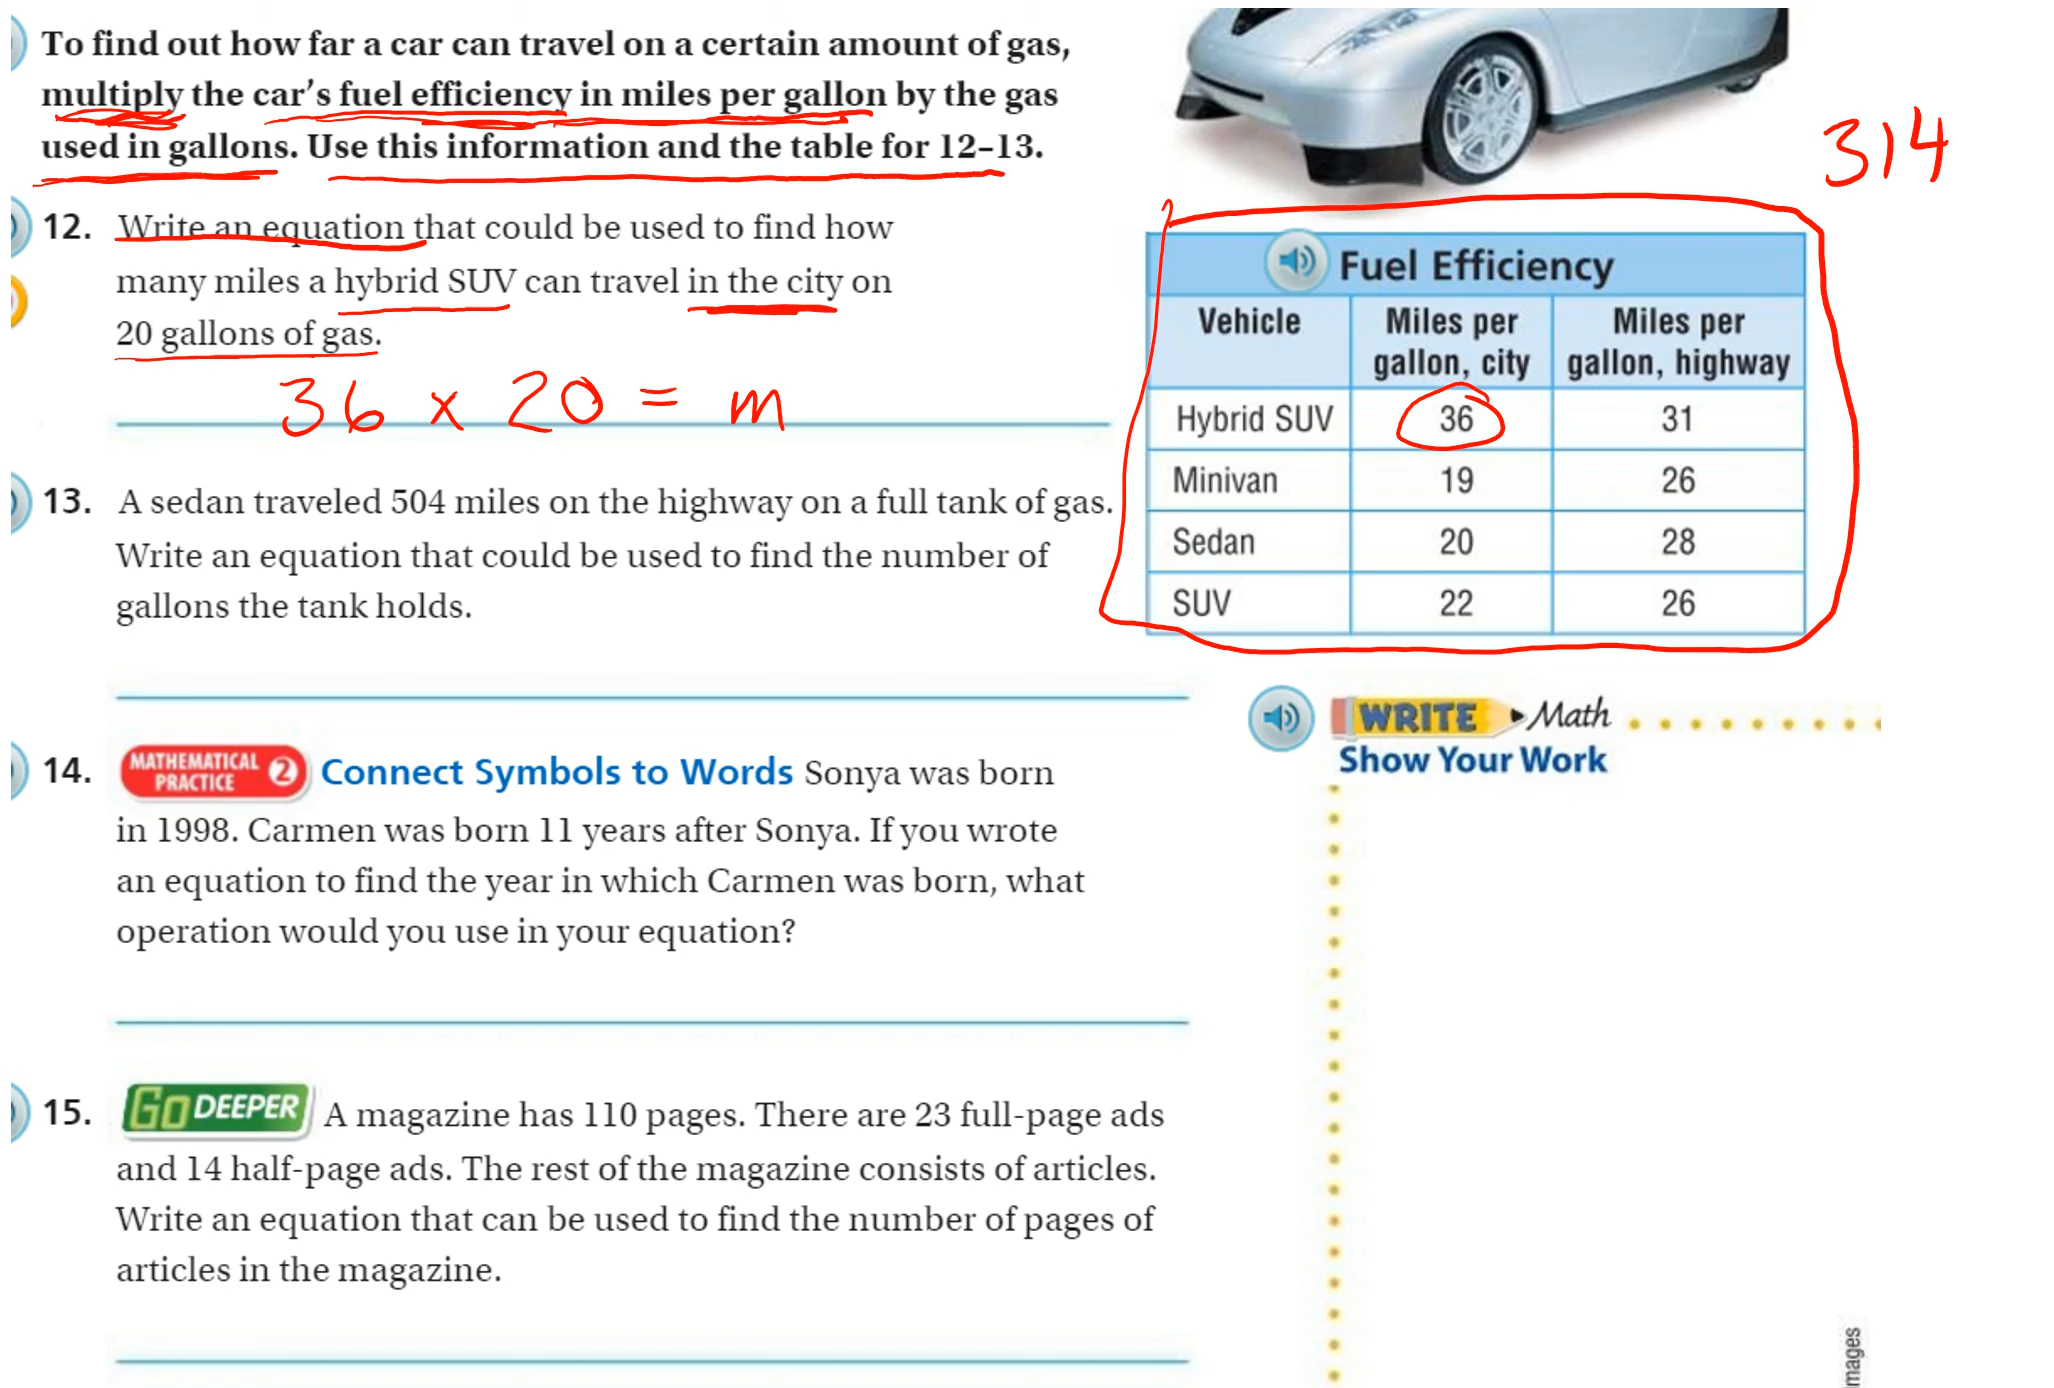 To find out how far a car can travel on a certain amount of gas,
multiply the car's fuel efficiency in miles per gallon by the gas
used in gallons. Use this information and the table for 12–13.
314
12. Write an equation that could be used to find how
many miles a hybrid SUV can travel in the city on
20 gallons of gas.
36 x 20 = m
Fuel Efficiency
Vehicle Miles per gallon, city Miles per gallon, highway
Hybrid SUV 36 31
Minivan 19 26
Sedan 20 28
SUV 22 26
13. A sedan traveled 504 miles on the highway on a full tank of gas.
Write an equation that could be used to find the number of
gallons the tank holds.
WRITE Math
Show Your Work
14. MATHEMATICAL PRACTICE 2 Connect Symbols to Words Sonya was born
in 1998. Carmen was born 11 years after Sonya. If you wrote
an equation to find the year in which Carmen was born, what
operation would you use in your equation?
15. GO DEEPER A magazine has 110 pages. There are 23 full-page ads
and 14 half-page ads. The rest of the magazine consists of articles.
Write an equation that can be used to find the number of pages of
articles in the magazine.
mages